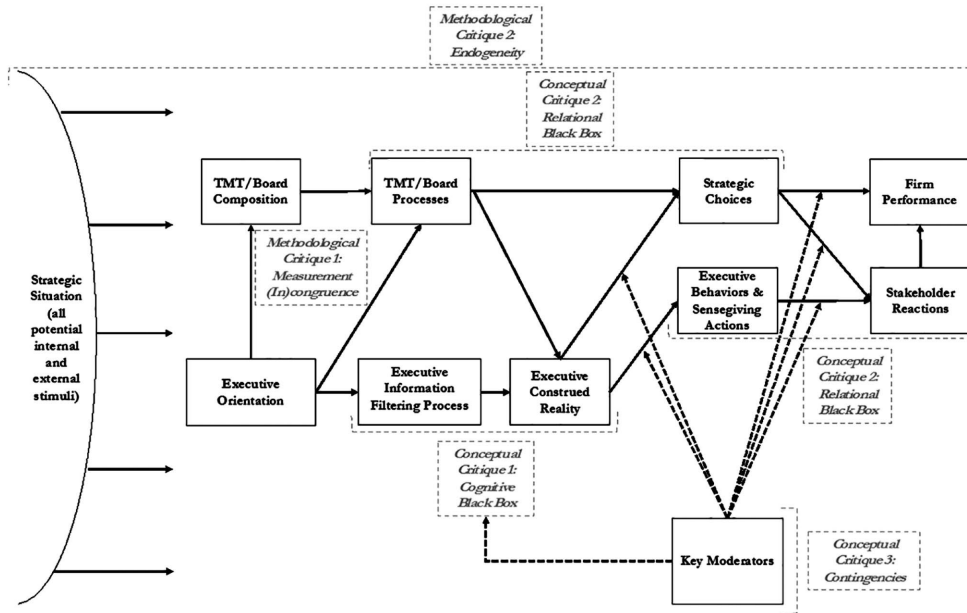 Methodological
Critique 2:
Endogeneity
Conceptual
Critique 2:
Relational
Black Box
TMT/Board
Composition
TMT/Board
Processes
Strategic
Choices
Firm
Performance
Methodological
Critique 1:
Measurement
(In)congruence
Strategic
Situation (all
potential
internal
and
external
stimuli)
Executive
Behaviors &
Sensegiving
Actions
Stakeholder
Reactions
Executive
Orientation
Executive
Information
Filtering Process
Executive
Construed
Reality
Conceptual
Critique 2:
Relational
Black Box
Conceptual
Critique 1:
Cognitive
Black Box
Key Moderators
Conceptual
Critique 3:
Contingencies